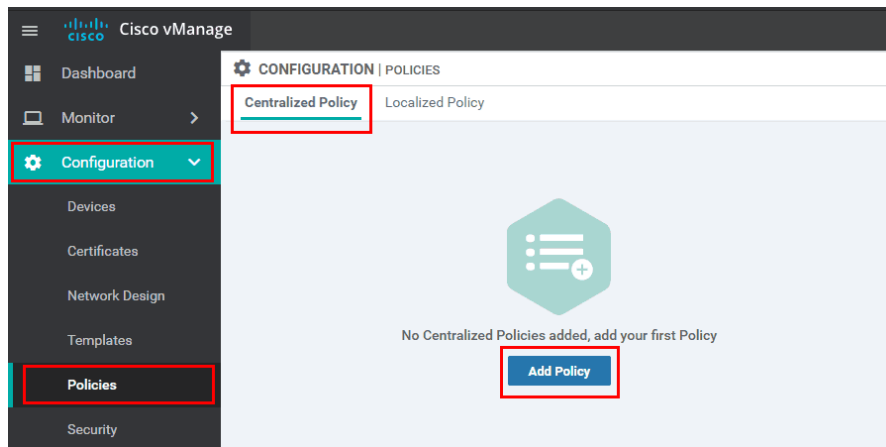 cisco Cisco vManage
Dashboard
Monitor
Configuration
Devices
Certificates
Network Design
Templates
Policies
Security
CONFIGURATION | POLICIES
Centralized Policy Localized Policy
No Centralized Policies added, add your first Policy
Add Policy